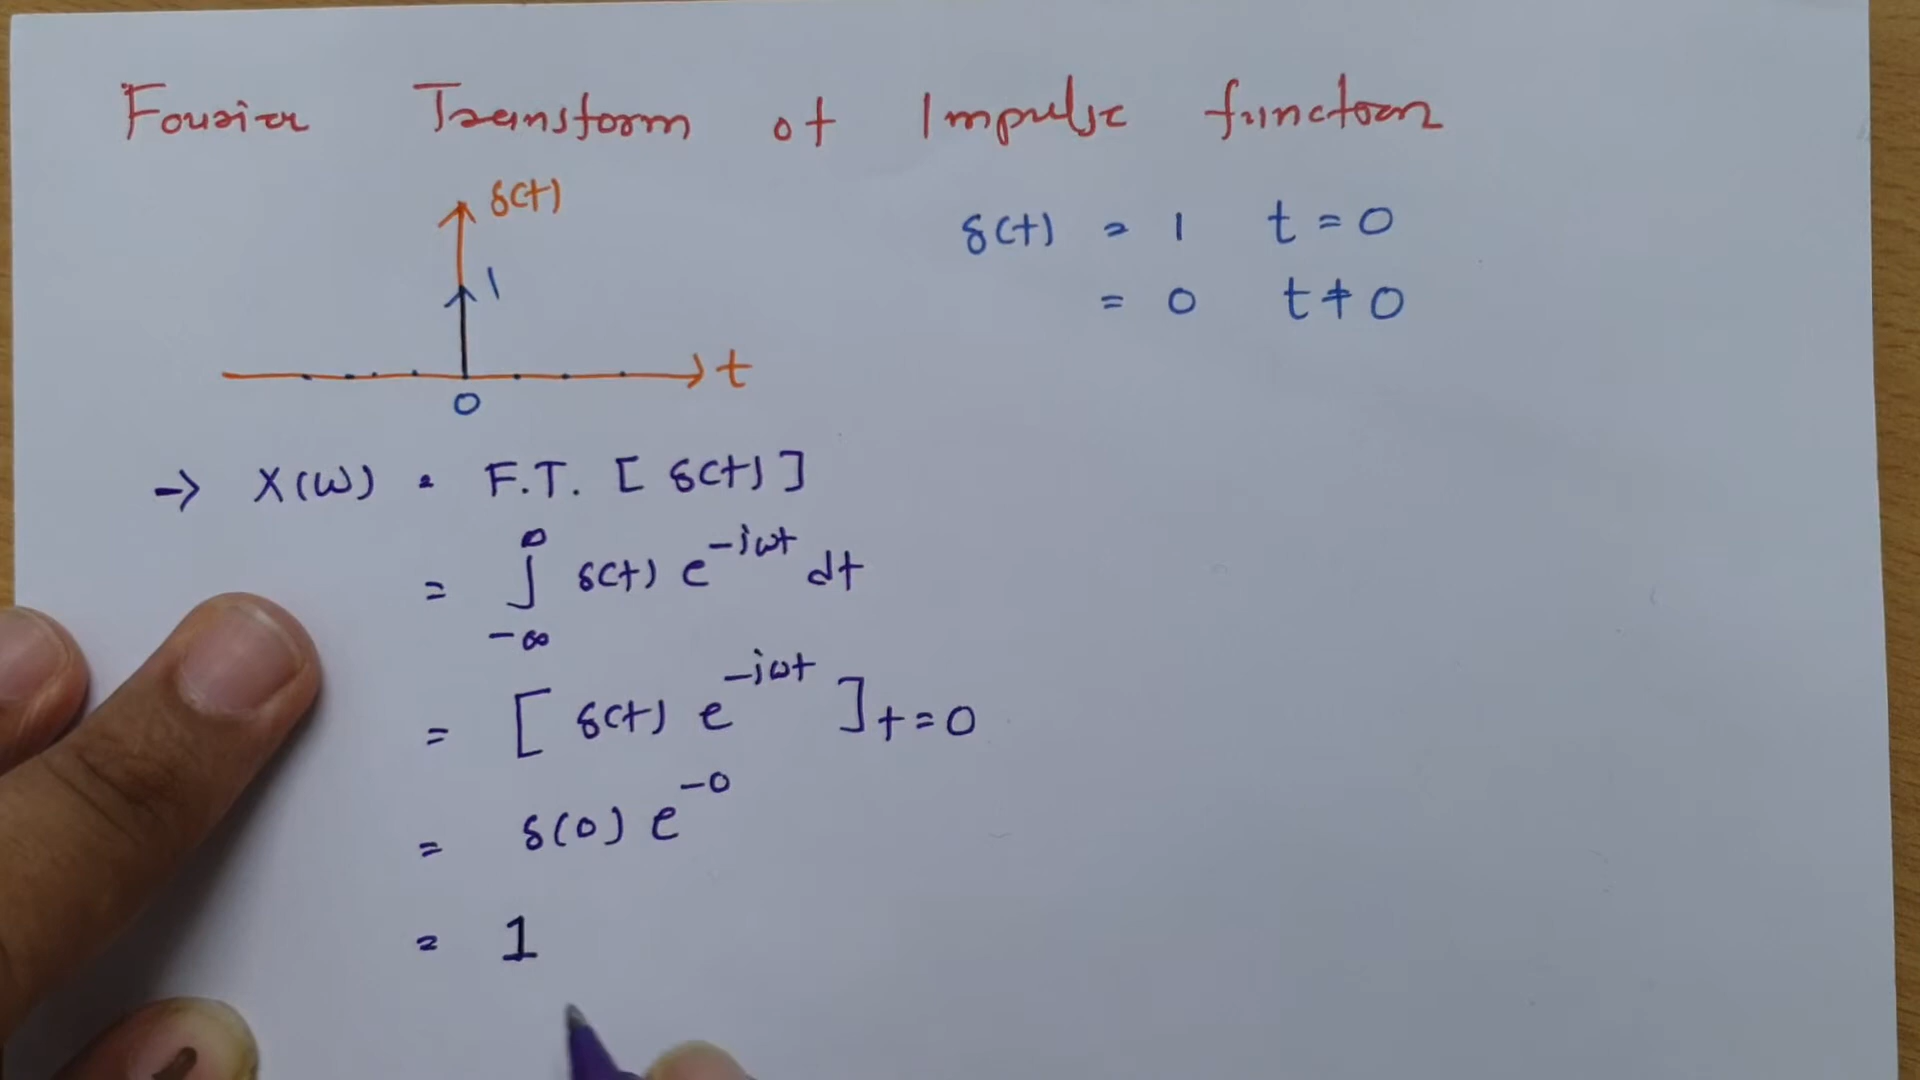 Fourier Transform of Impulse function
δ(t)
δ(t) = 1 t = 0
1
= 0 t ≠ 0
t
0
→ X(ω) = F.T. [ δ(t) ]
= ∫_{-∞}^{∞} δ(t) e^{-jωt} dt
= [ δ(t) e^{-jωt} ]_{t=0}
= δ(0) e^{-0}
= 1